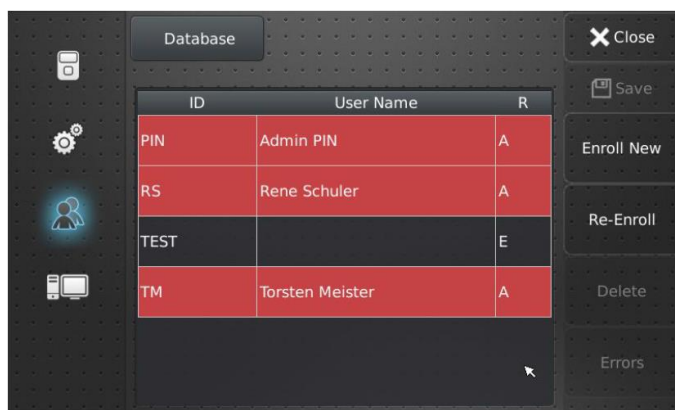 Database
Close
Save
ID User Name R
PIN Admin PIN A
Enroll New
RS Rene Schuler A
Re-Enroll
TEST E
TM Torsten Meister A
Delete
Errors